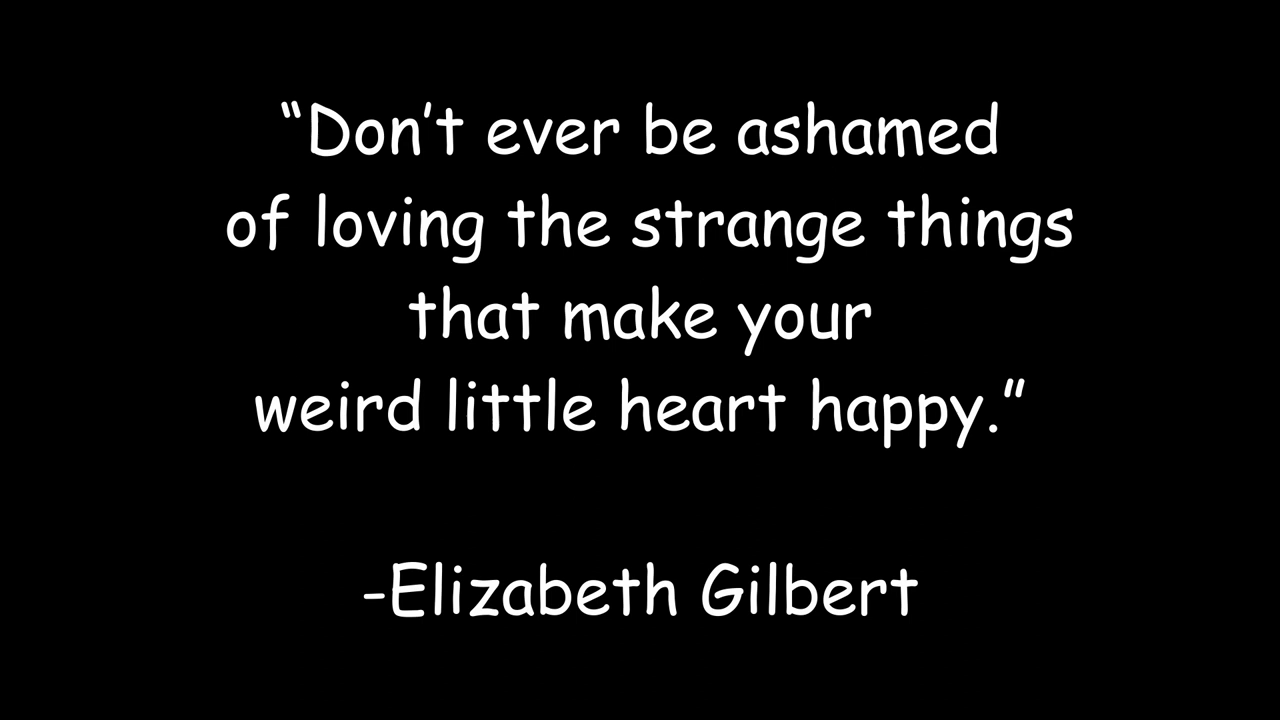 “Don’t ever be ashamed
of loving the strange things
that make your
weird little heart happy.”
-Elizabeth Gilbert